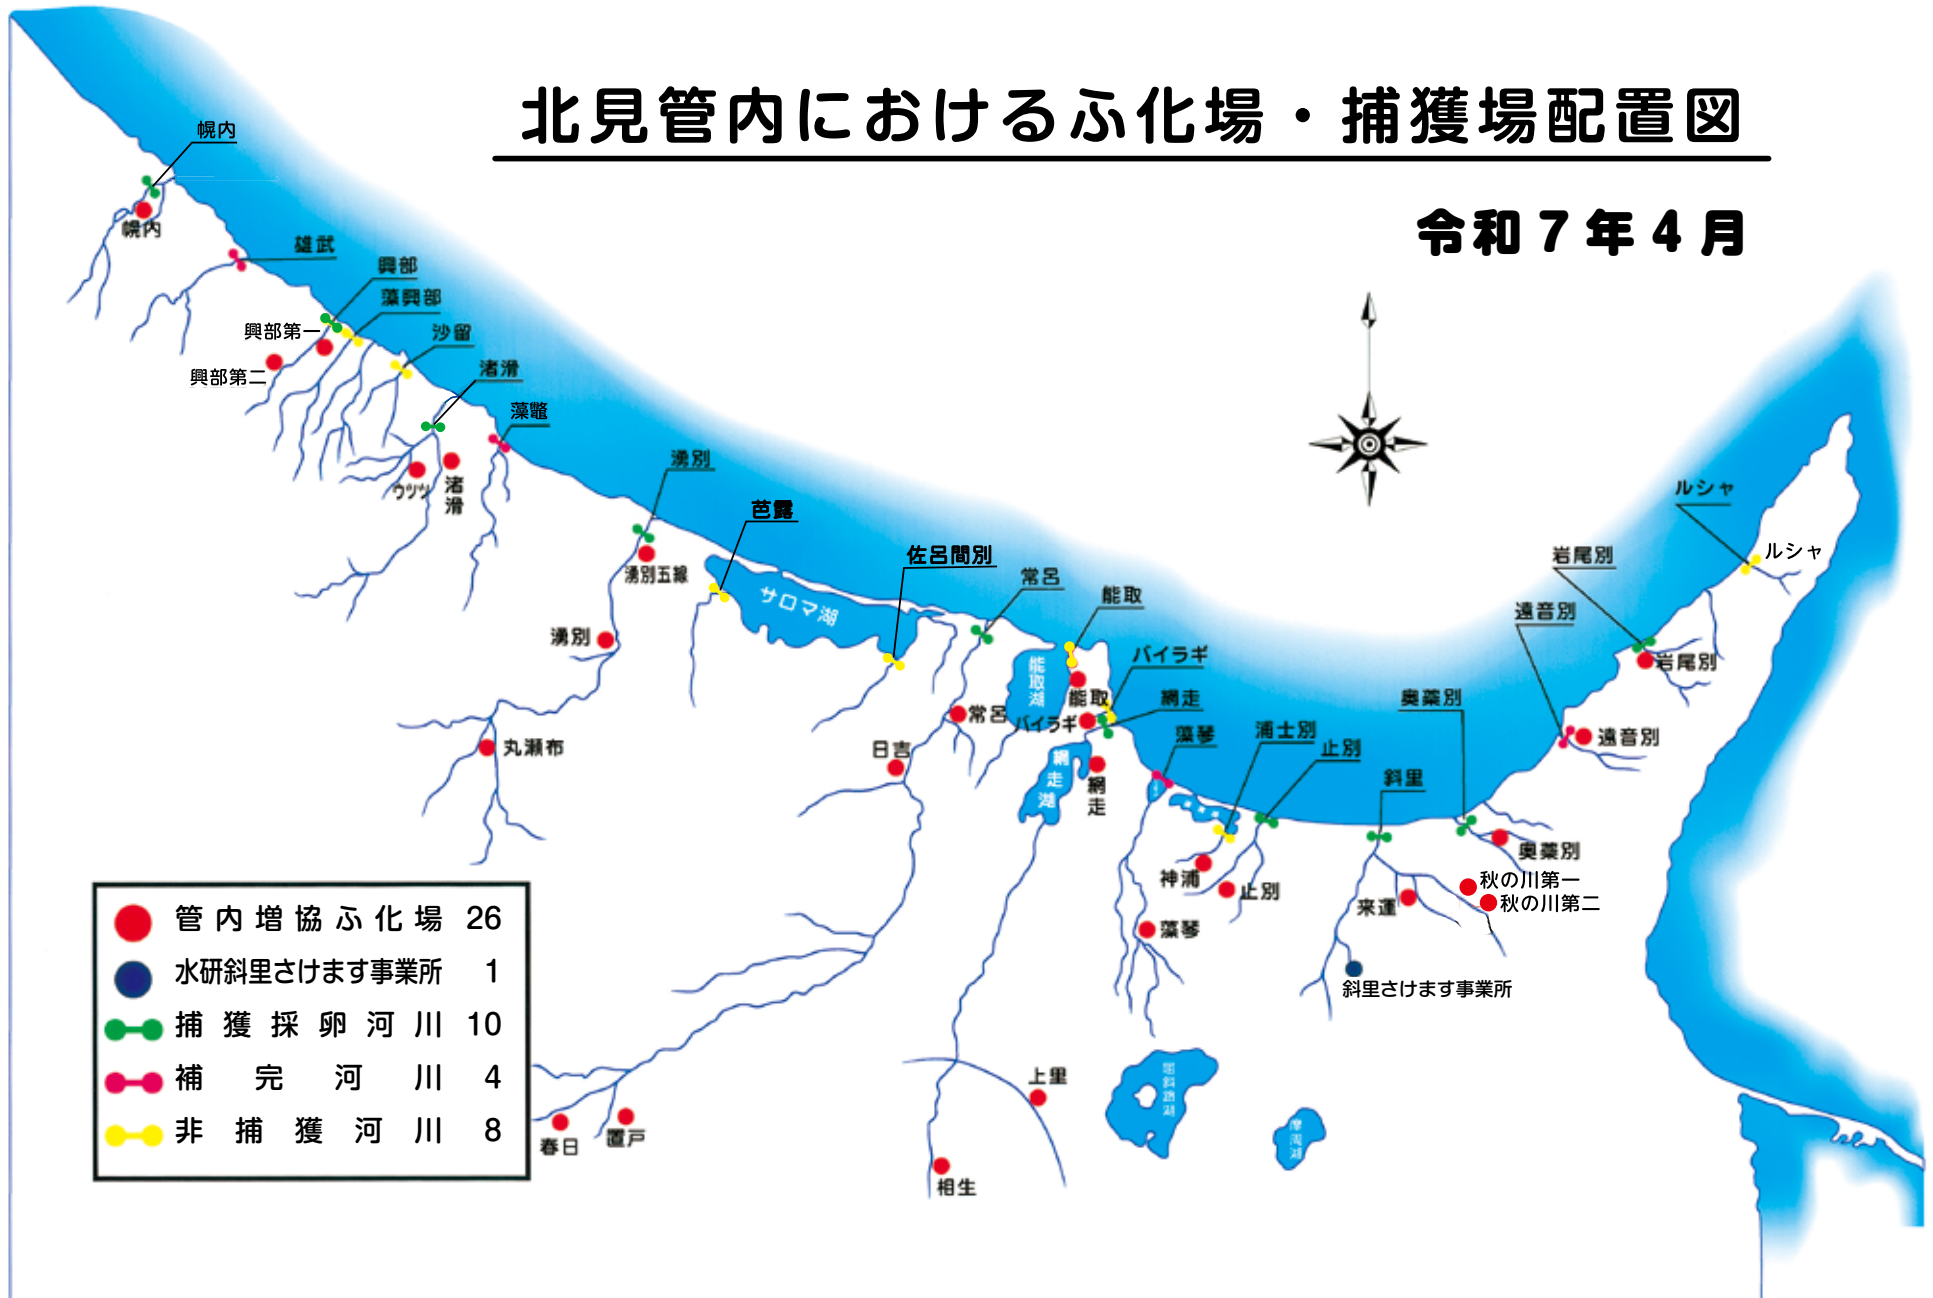 北見管内におけるふ化場・捕獲場配置図
令和7年4月
幌内
幌内
雄武
興部
藻興部
沙留
渚滑
藻鼈
興部第一
興部第二
ウツツ
渚滑
湧別
湧別五線
芭露
サロマ湖
佐呂間別
常呂
能取
能取湖
能取
バイラギ
バイラギ
網走
網走湖
網走
湧別
丸瀬布
常呂
日吉
藻琴
浦士別
止別
斜里
奥蘂別
遠音別
岩尾別
ルシャ
ルシャ
岩尾別
遠音別
奥蘂別
秋の川第一
秋の川第二
来運
神浦
止別
藻琴
斜里さけます事業所
上里
相生
春日
置戸
屈斜路湖
摩周湖
管内増協ふ化場 26
水研斜里さけます事業所 1
捕獲採卵河川 10
補完河川 4
非捕獲河川 8